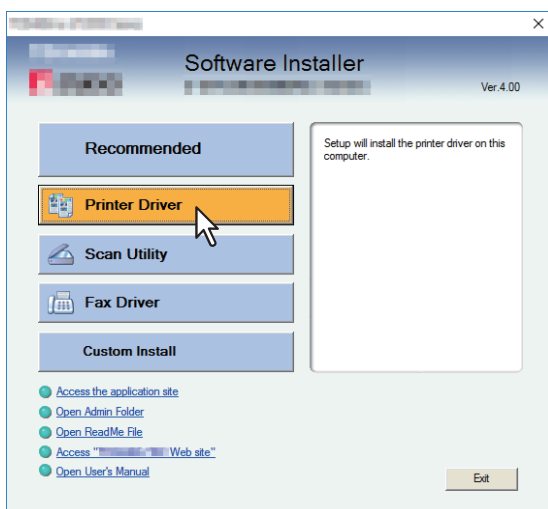 Software Installer
Ver.4.00
Recommended
Setup will install the printer driver on this
computer.
Printer Driver
Scan Utility
Fax Driver
Custom Install
Access the application site
Open Admin Folder
Open ReadMe File
Access " Web site"
Open User's Manual
Exit